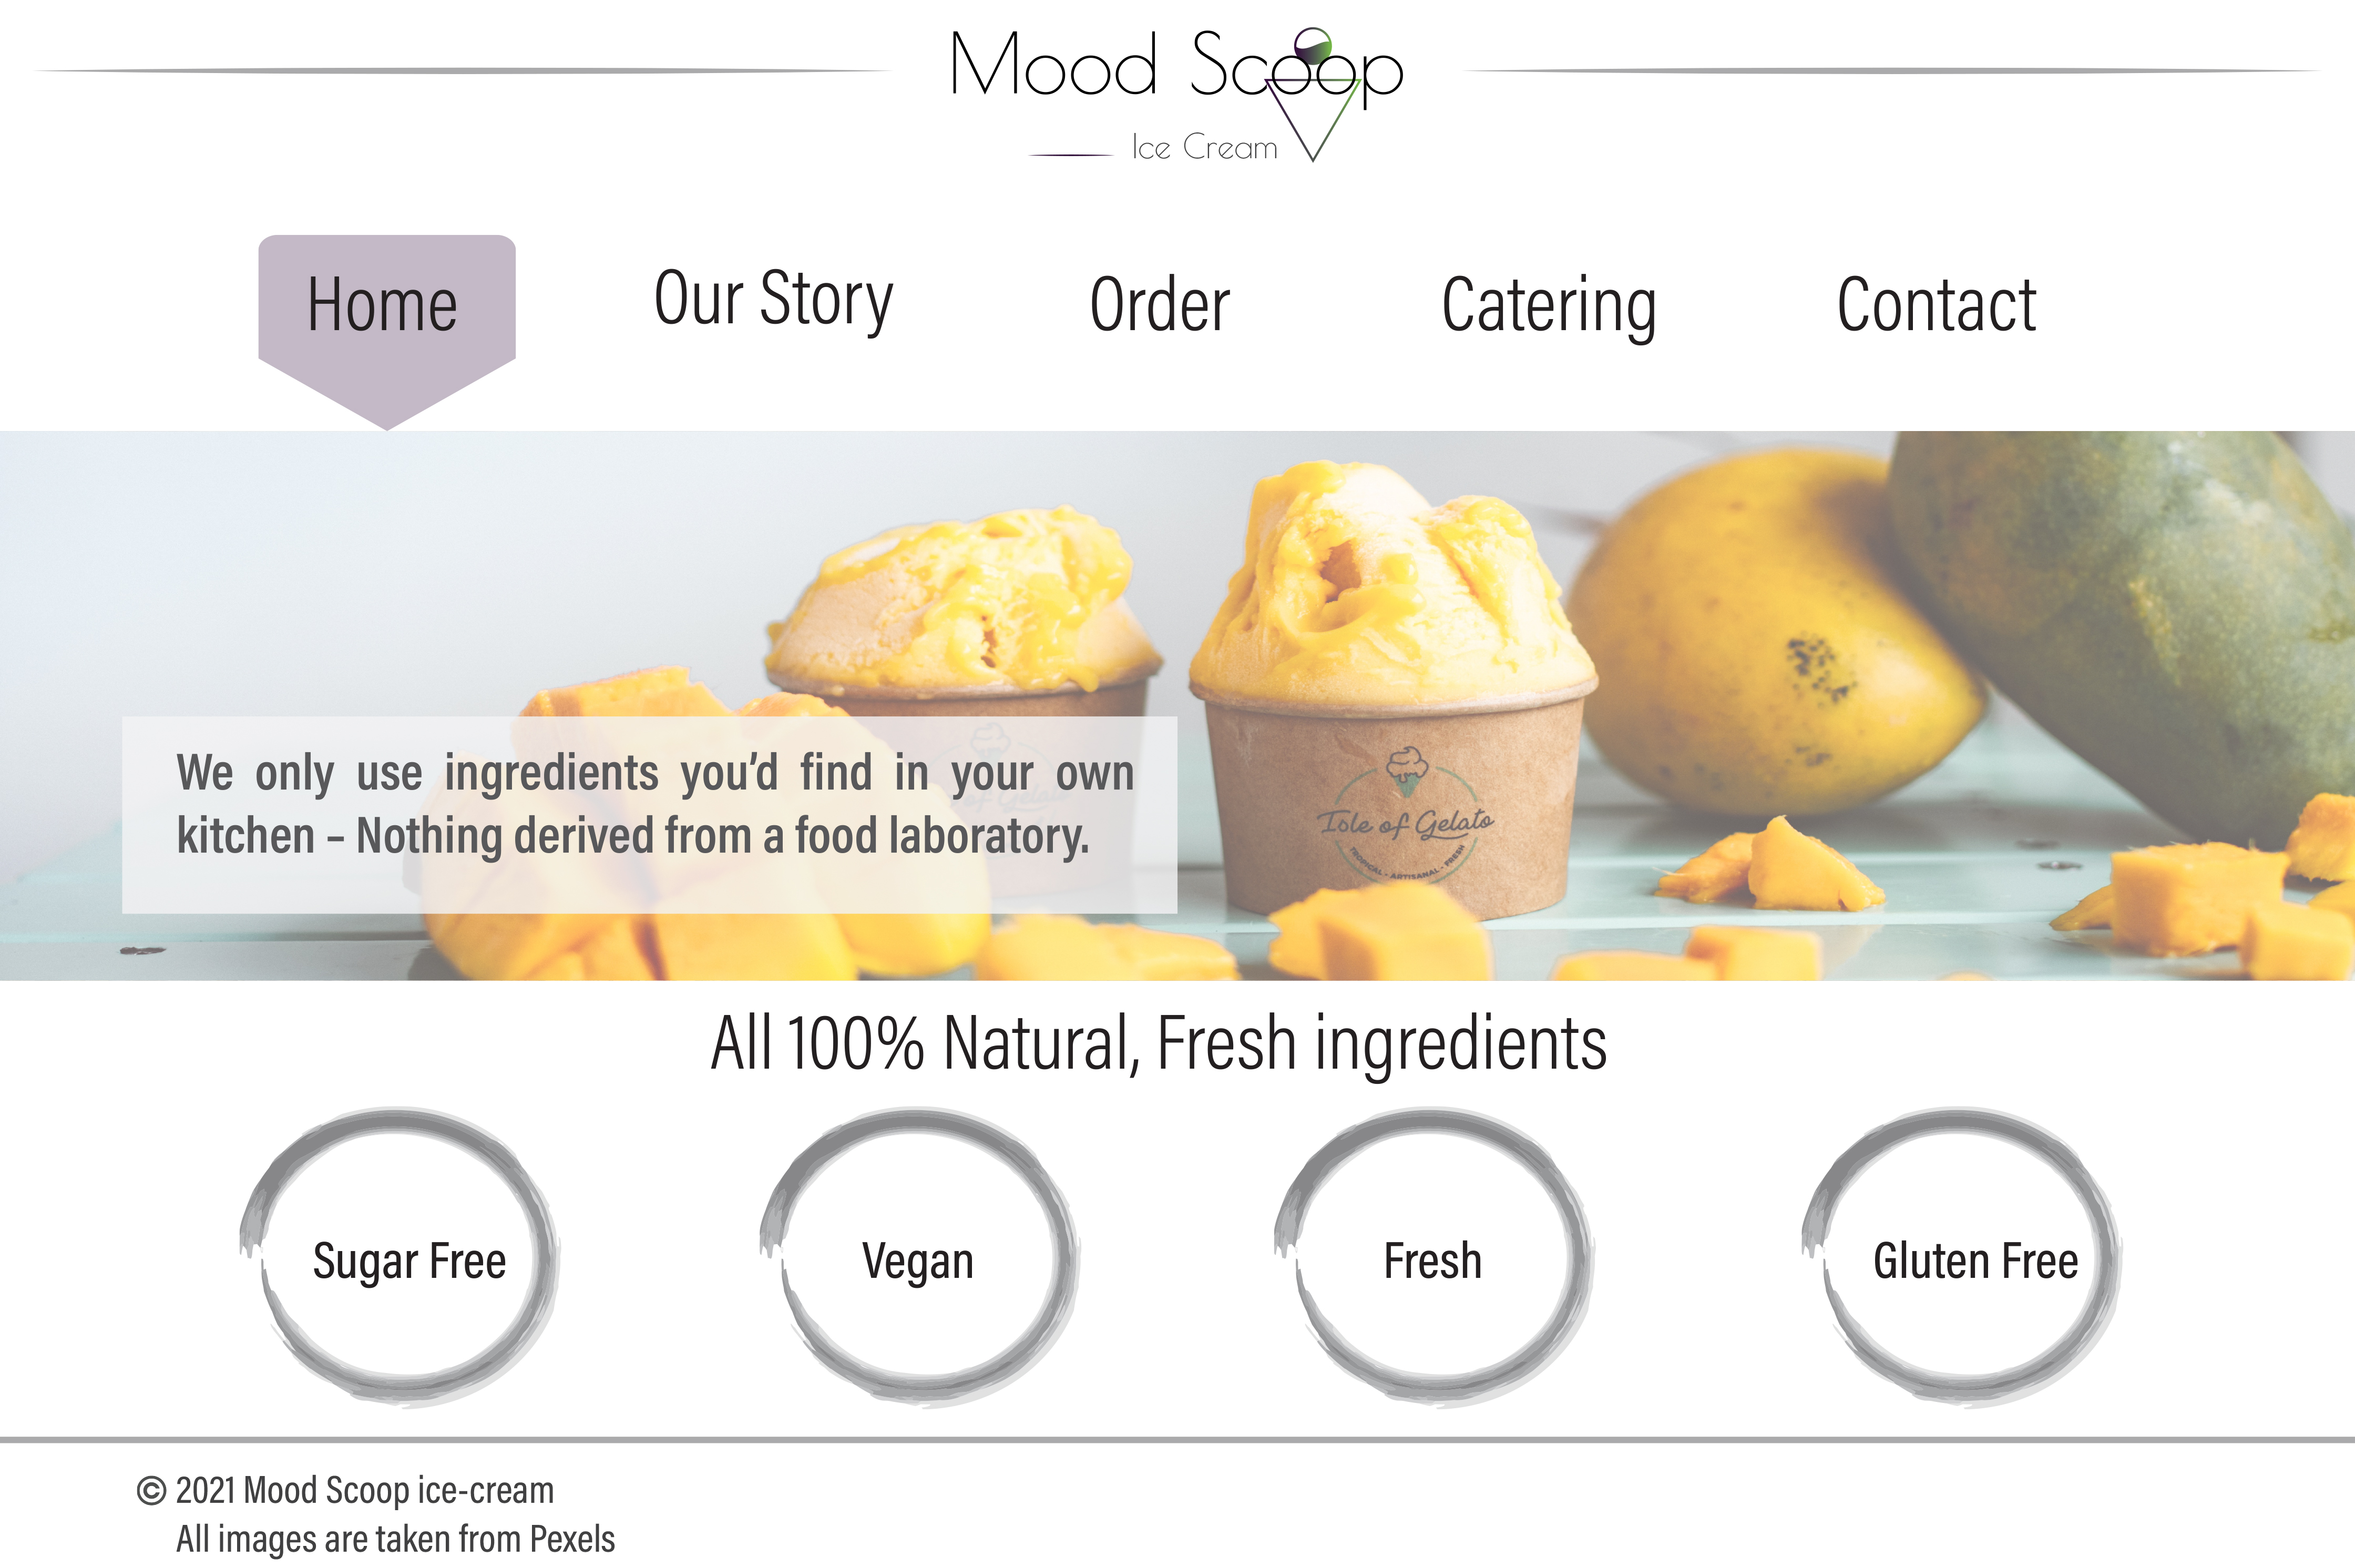 Mood Scoop
Ice Cream
Home
Our Story
Order
Catering
Contact
We only use ingredients you’d find in your own
kitchen – Nothing derived from a food laboratory.
Isle of Gelato
TROPICAL - ARTISANAL - FRESH
All 100% Natural, Fresh ingredients
Sugar Free
Vegan
Fresh
Gluten Free
© 2021 Mood Scoop ice-cream
All images are taken from Pexels